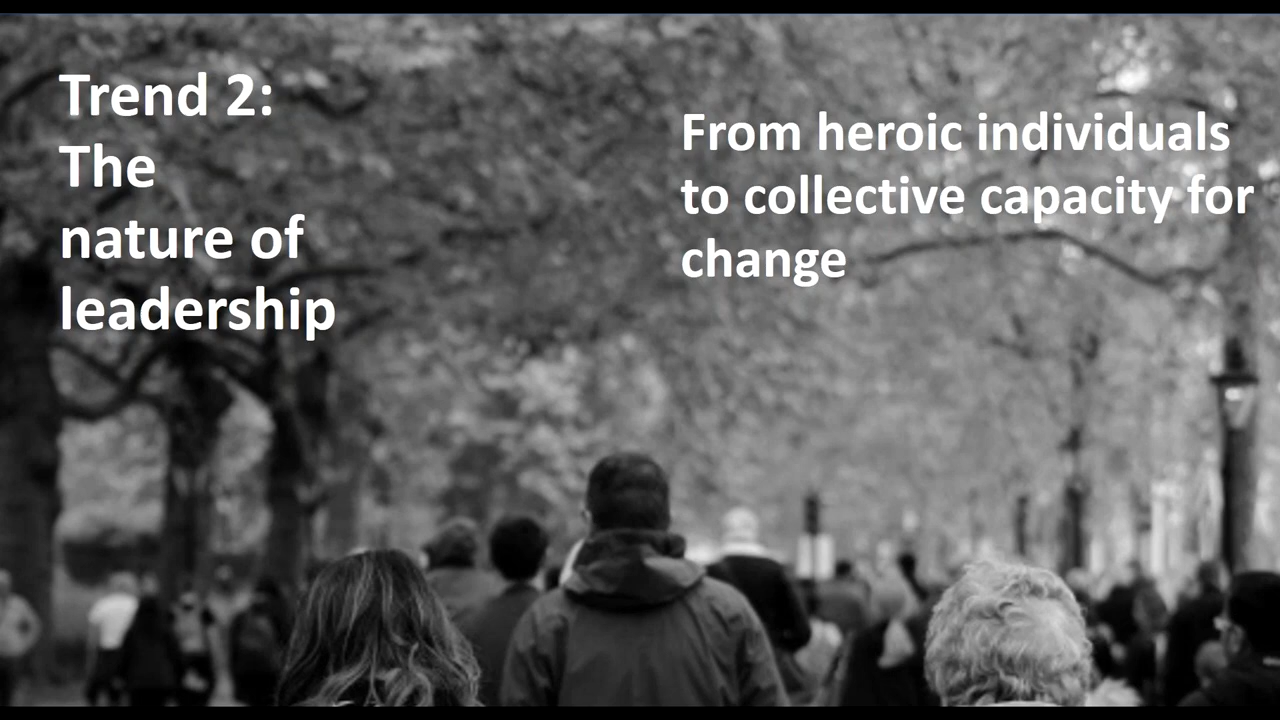 Trend 2:
The
nature of
leadership
From heroic individuals
to collective capacity for
change